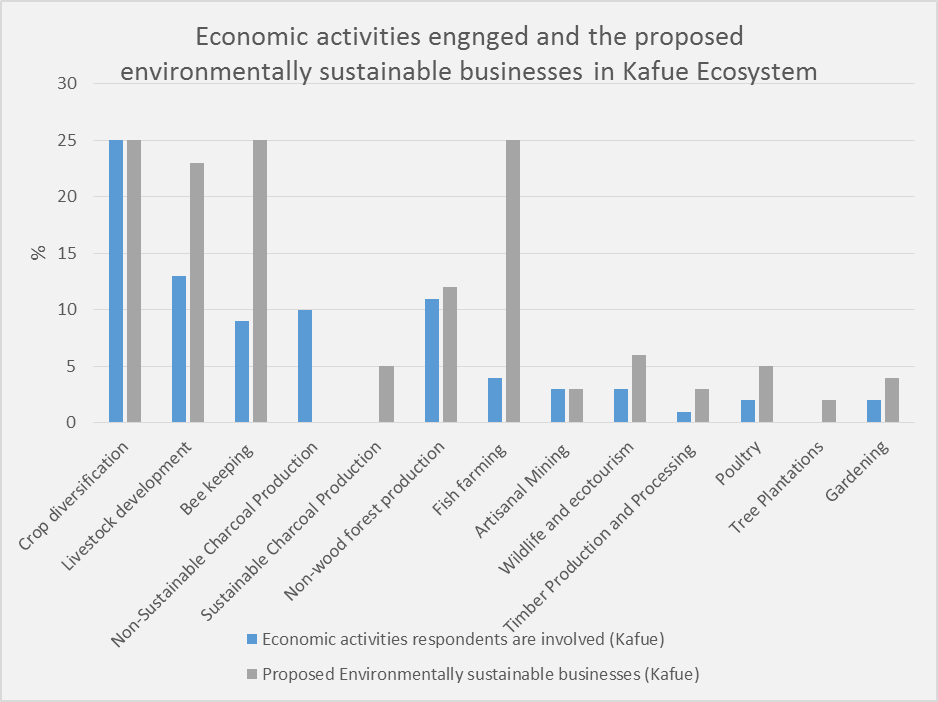 Economic activities engnged and the proposed
environmentally sustainable businesses in Kafue Ecosystem
30
25
20
15
10
5
0
%
Crop diversification
Livestock development
Bee keeping
Non-Sustainable Charcoal Production
Sustainable Charcoal Production
Non-wood forest production
Fish farming
Artisanal Mining
Wildlife and ecotourism
Timber Production and Processing
Poultry
Tree Plantations
Gardening
Economic activities respondents are involved (Kafue)
Proposed Environmentally sustainable businesses (Kafue)